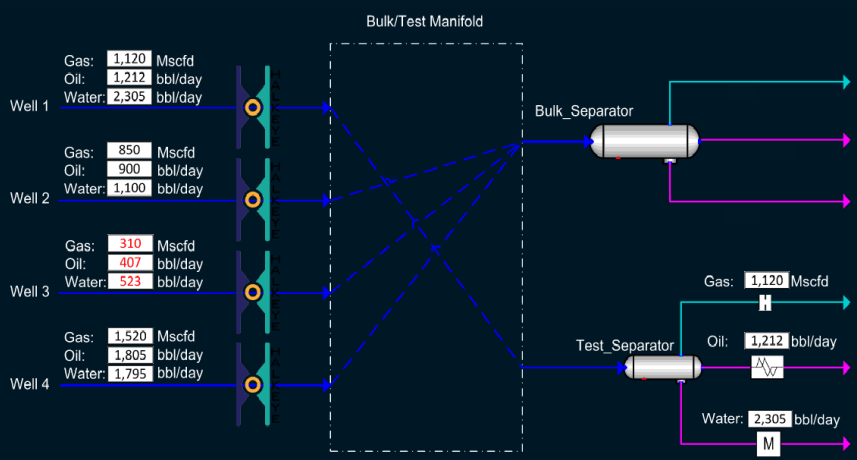 Bulk/Test Manifold
Gas: 1,120 Mscfd
Oil: 1,212 bbl/day
Water: 2,305 bbl/day
Well 1
Bulk_Separator
Gas: 850 Mscfd
Oil: 900 bbl/day
Water: 1,100 bbl/day
Well 2
Gas: 310 Mscfd
Oil: 407 bbl/day
Water: 523 bbl/day
Well 3
Gas: 1,120 Mscfd
Gas: 1,520 Mscfd
Oil: 1,805 bbl/day
Water: 1,795 bbl/day
Well 4
Test_Separator
Oil: 1,212 bbl/day
Water: 2,305 bbl/day
M